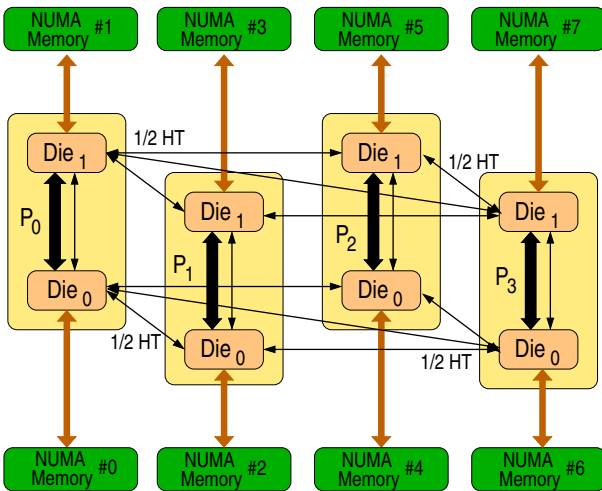 NUMA Memory #1
NUMA Memory #3
NUMA Memory #5
NUMA Memory #7
1/2 HT
Die 1
Die 1
1/2 HT
Die 1
Die 1
P0
P1
P2
P3
Die 0
Die 0
Die 0
Die 0
1/2 HT
1/2 HT
NUMA Memory #0
NUMA Memory #2
NUMA Memory #4
NUMA Memory #6